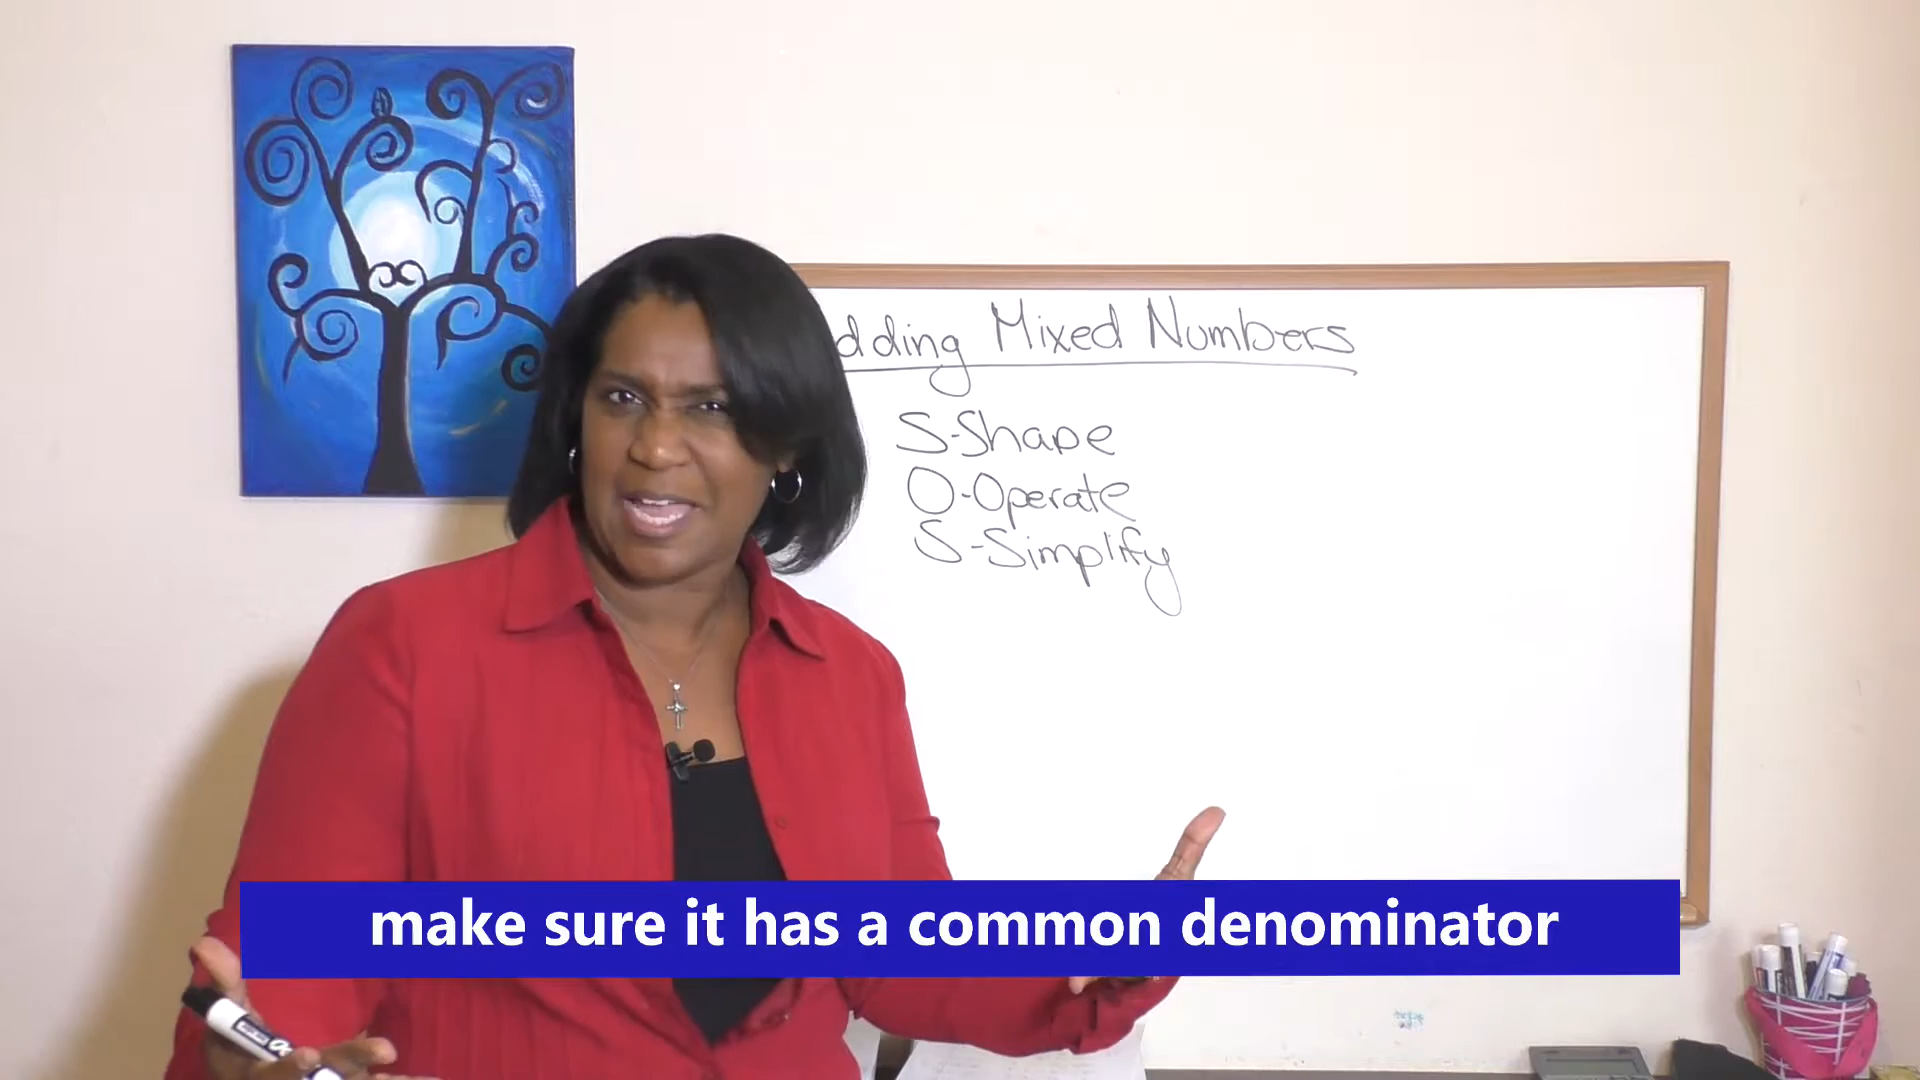 dding Mixed Numbers
S-Shape
O-Operate
S-Simplify
make sure it has a common denominator